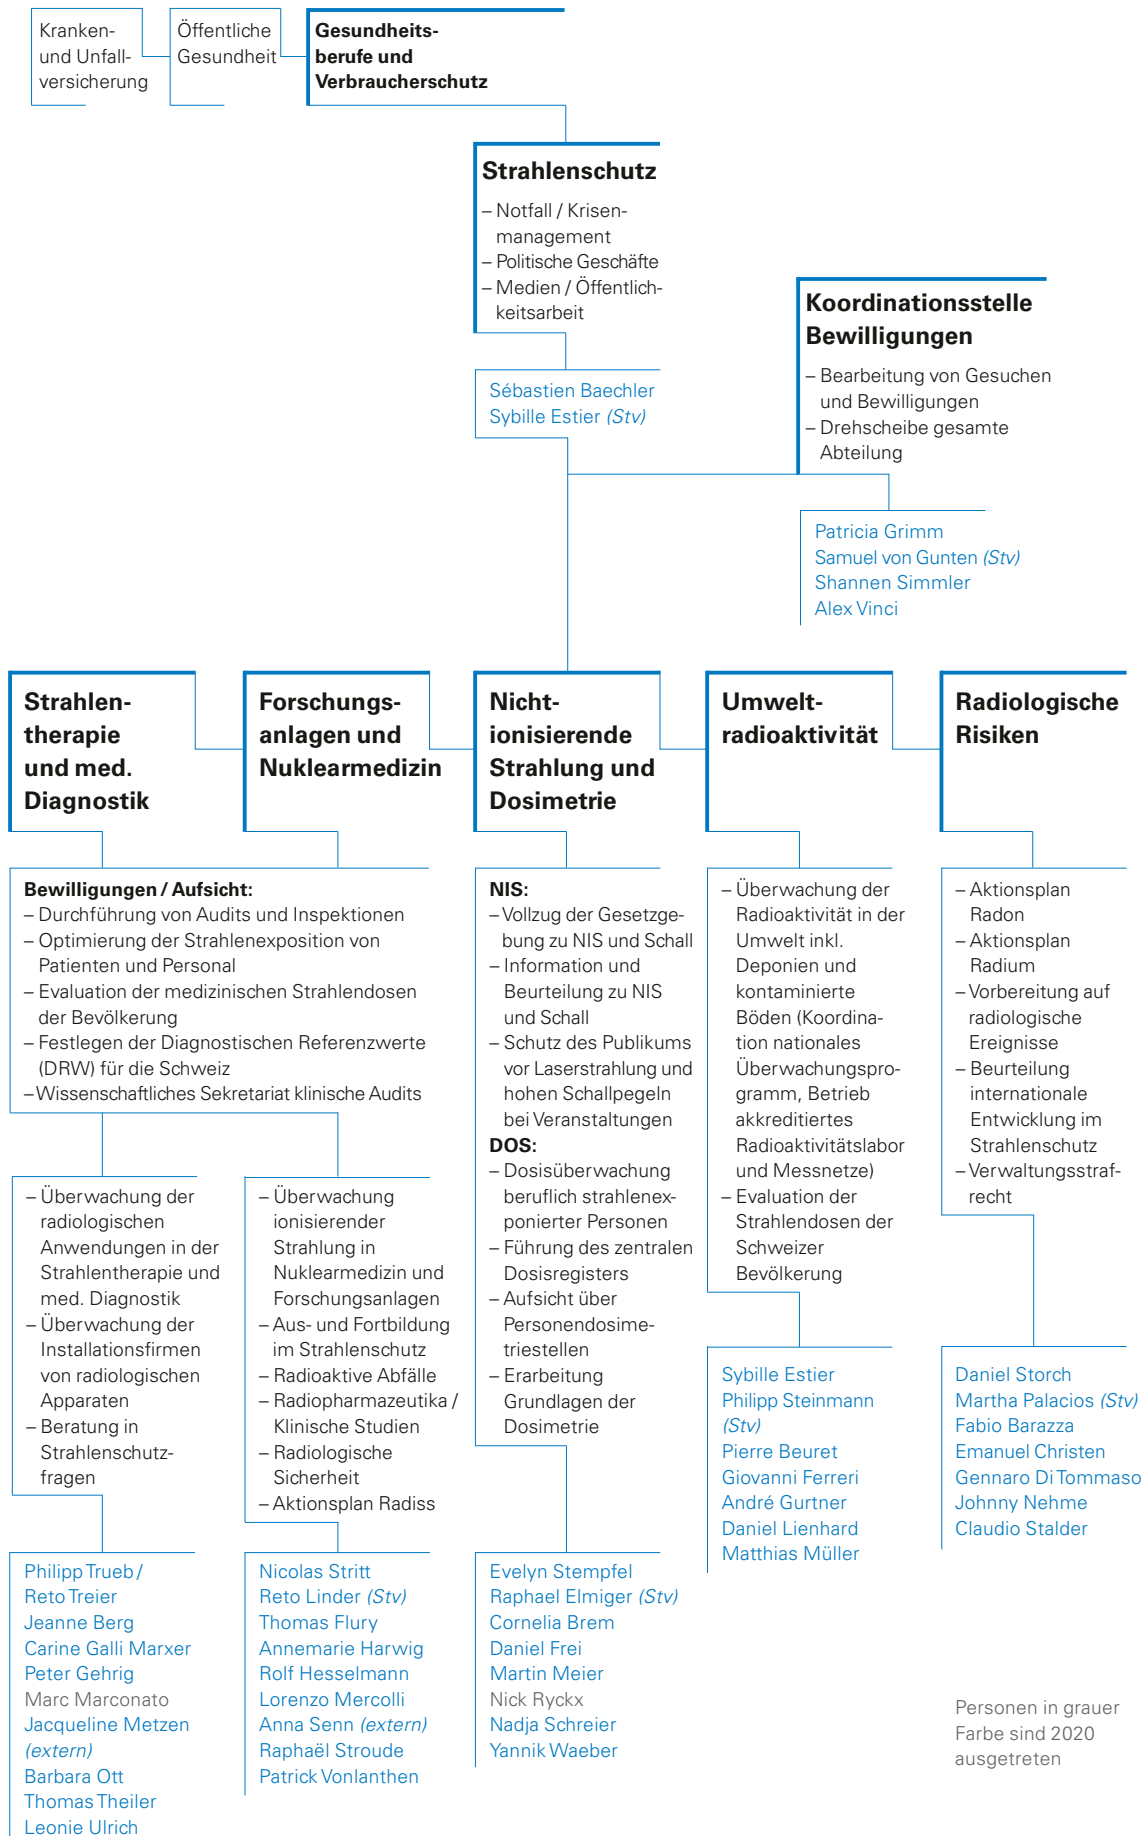 Kranken-
und Unfall-
versicherung
Öffentliche
Gesundheit
Gesundheits-
berufe und
Verbraucherschutz
Strahlenschutz
– Notfall / Krisen-
management
– Politische Geschäfte
– Medien / Öffentlich-
keitsarbeit
Sébastien Baechler
Sybille Estier (Stv)
Koordinationsstelle
Bewilligungen
– Bearbeitung von Gesuchen
und Bewilligungen
– Drehscheibe gesamte
Abteilung
Patricia Grimm
Samuel von Gunten (Stv)
Shannen Simmler
Alex Vinci
Strahlen-
therapie
und med.
Diagnostik
Forschungs-
anlagen und
Nuklearmedizin
Nicht-
ionisierende
Strahlung und
Dosimetrie
Umwelt-
radioaktivität
Radiologische
Risiken
Bewilligungen / Aufsicht:
– Durchführung von Audits und Inspektionen
– Optimierung der Strahlenexposition von
Patienten und Personal
– Evaluation der medizinischen Strahlendosen
der Bevölkerung
– Festlegen der Diagnostischen Referenzwerte
(DRW) für die Schweiz
– Wissenschaftliches Sekretariat klinische Audits
– Überwachung der
radiologischen
Anwendungen in der
Strahlentherapie und
med. Diagnostik
– Überwachung der
Installationsfirmen
von radiologischen
Apparaten
– Beratung in
Strahlenschutz-
fragen
Philipp Trueb /
Reto Treier
Jeanne Berg
Carine Galli Marxer
Peter Gehrig
Marc Marconato
Jacqueline Metzen
(extern)
Barbara Ott
Thomas Theiler
Leonie Ulrich
– Überwachung
ionisierender
Strahlung in
Nuklearmedizin und
Forschungsanlagen
– Aus- und Fortbildung
im Strahlenschutz
– Radioaktive Abfälle
– Radiopharmazeutika /
Klinische Studien
– Radiologische
Sicherheit
– Aktionsplan Radiss
Nicolas Stritt
Reto Linder (Stv)
Thomas Flury
Annemarie Harwig
Rolf Hesselmann
Lorenzo Mercolli
Anna Senn (extern)
Raphaël Stroude
Patrick Vonlanthen
NIS:
– Vollzug der Gesetzge-
bung zu NIS und Schall
– Information und
Beurteilung zu NIS
und Schall
– Schutz des Publikums
vor Laserstrahlung und
hohen Schallpegeln
bei Veranstaltungen
DOS:
– Dosisüberwachung
beruflich strahlenex-
ponierter Personen
– Führung des zentralen
Dosisregisters
– Aufsicht über
Personendosime-
triestellen
– Erarbeitung
Grundlagen der
Dosimetrie
Evelyn Stempfel
Raphael Elmiger (Stv)
Cornelia Brem
Daniel Frei
Martin Meier
Nick Ryckx
Nadja Schreier
Yannik Waeber
– Überwachung der
Radioaktivität in der
Umwelt inkl.
Deponien und
kontaminierte
Böden (Koordina-
tion nationales
Überwachungspro-
gramm, Betrieb
akkreditiertes
Radioaktivitätslabor
und Messnetze)
– Evaluation der
Strahlendosen der
Schweizer
Bevölkerung
Sybille Estier
Philipp Steinmann
(Stv)
Pierre Beuret
Giovanni Ferreri
André Gurtner
Daniel Lienhard
Matthias Müller
– Aktionsplan
Radon
– Aktionsplan
Radium
– Vorbereitung auf
radiologische
Ereignisse
– Beurteilung
internationale
Entwicklung im
Strahlenschutz
– Verwaltungsstraf-
recht
Daniel Storch
Martha Palacios (Stv)
Fabio Barazza
Emanuel Christen
Gennaro Di Tommaso
Johnny Nehme
Claudio Stalder
Personen in grauer
Farbe sind 2020
ausgetreten